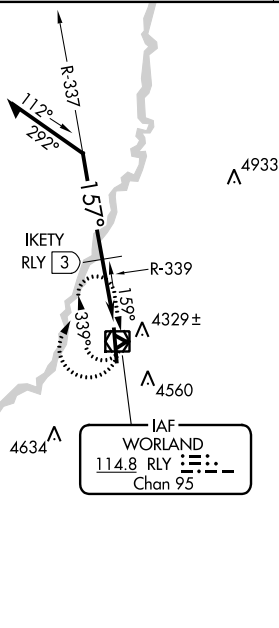 R-337
112°
292°
4933
157°
IKETY
RLY 3
R-339
159°
339°
4329±
4560
4634
IAF
WORLAND
114.8 RLY
Chan 95